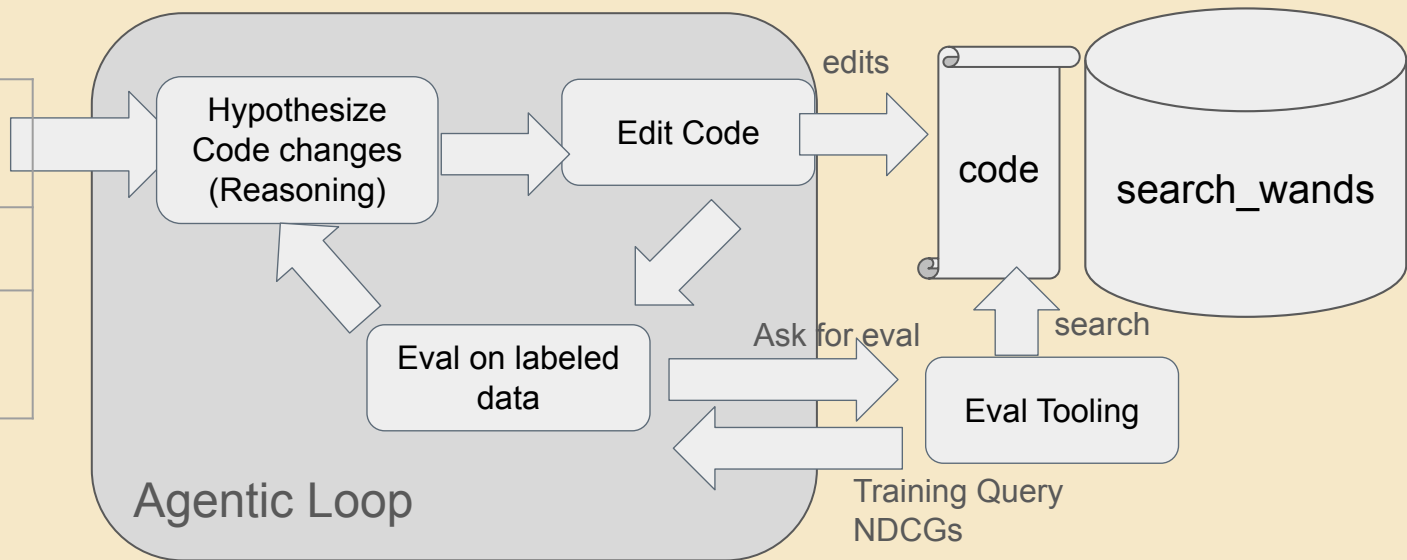 edits
Hypothesize
Code changes
(Reasoning)
Edit Code
code
search_wands
Ask for eval
search
Eval on labeled
data
Eval Tooling
Agentic Loop
Training Query
NDCGs